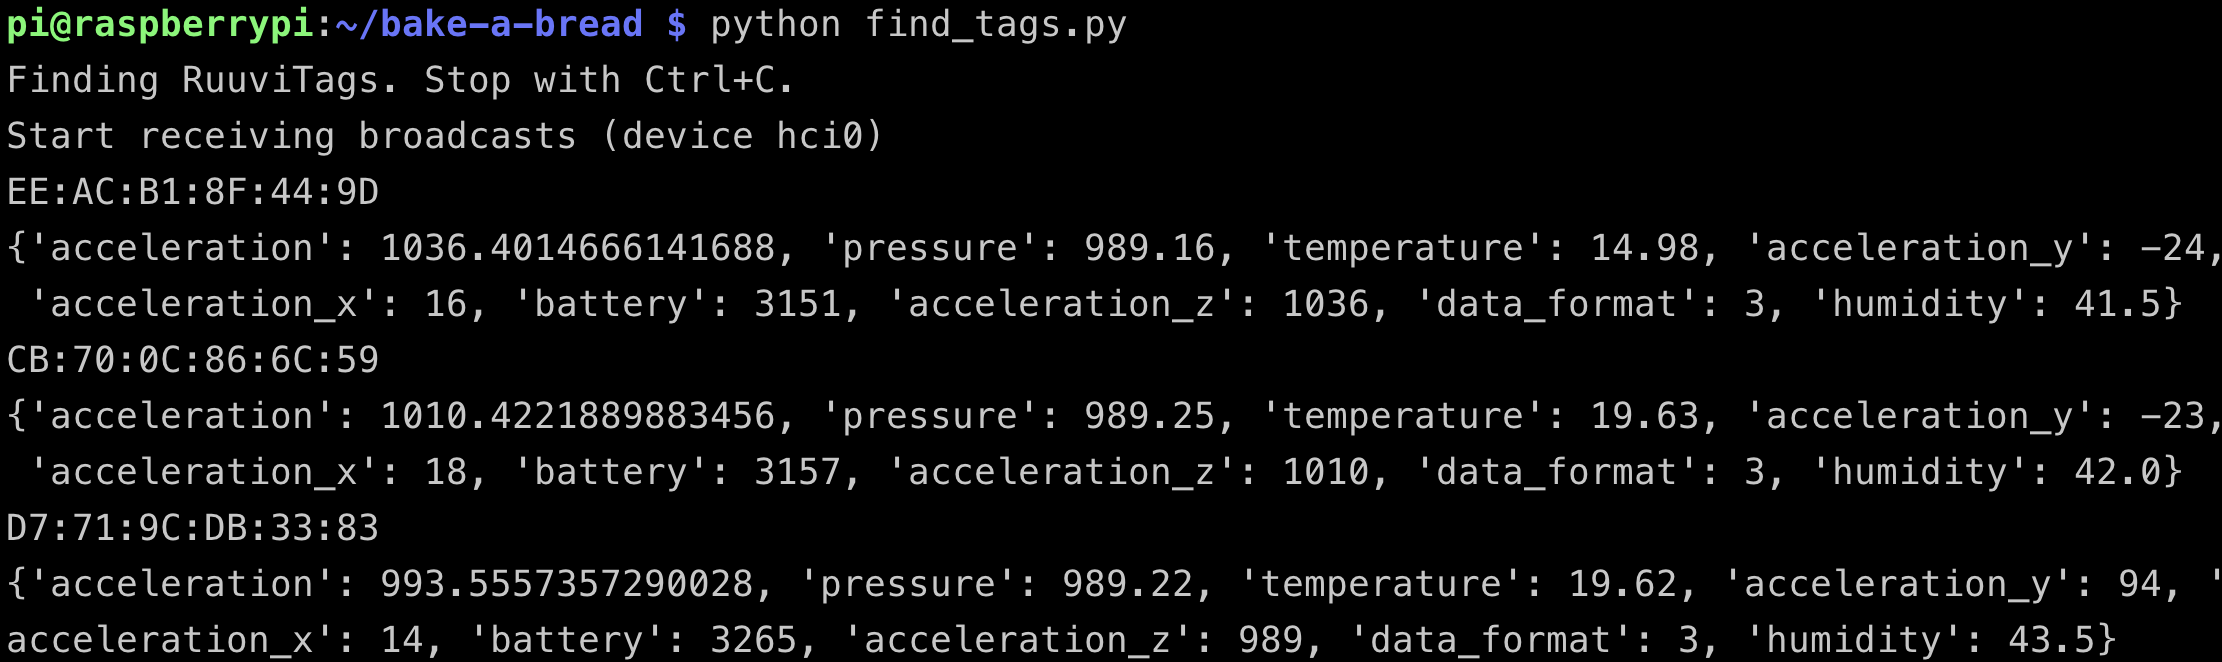 pi@raspberrypi:~/bake-a-bread $ python find_tags.py
Finding RuuviTags. Stop with Ctrl+C.
Start receiving broadcasts (device hci0)
EE:AC:B1:8F:44:9D
{'acceleration': 1036.4014666141688, 'pressure': 989.16, 'temperature': 14.98, 'acceleration_y': -24,
 'acceleration_x': 16, 'battery': 3151, 'acceleration_z': 1036, 'data_format': 3, 'humidity': 41.5}
CB:70:0C:86:6C:59
{'acceleration': 1010.4221889883456, 'pressure': 989.25, 'temperature': 19.63, 'acceleration_y': -23,
 'acceleration_x': 18, 'battery': 3157, 'acceleration_z': 1010, 'data_format': 3, 'humidity': 42.0}
D7:71:9C:DB:33:83
{'acceleration': 993.5557357290028, 'pressure': 989.22, 'temperature': 19.62, 'acceleration_y': 94, '
acceleration_x': 14, 'battery': 3265, 'acceleration_z': 989, 'data_format': 3, 'humidity': 43.5}